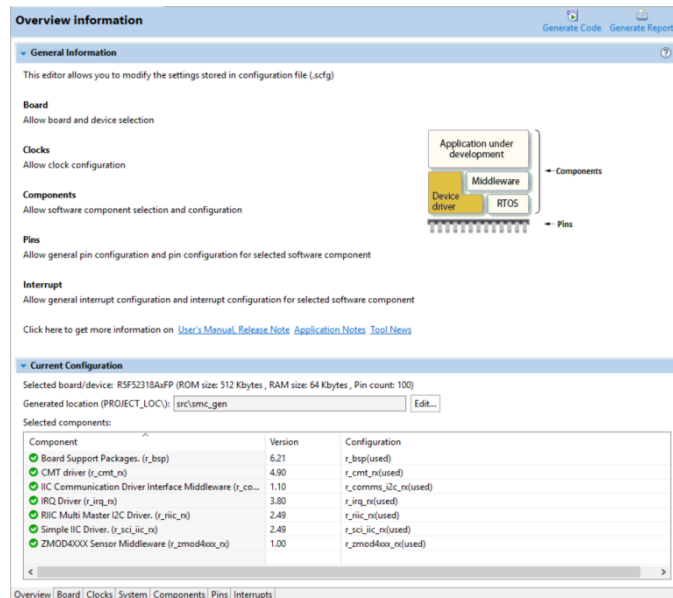 Overview information
Generate Code Generate Report
General Information
This editor allows you to modify the settings stored in configuration file (.scfg)
Board
Allow board and device selection
Clocks
Allow clock configuration
Components
Allow software component selection and configuration
Pins
Allow general pin configuration and pin configuration for selected software component
Interrupt
Allow general interrupt configuration and interrupt configuration for selected software component
Application under
development
Middleware
Device
driver
RTOS
Components
Pins
Click here to get more information on User's Manual, Release Note Application Notes Tool News
Current Configuration
Selected board/device: R5F52318AxFP (ROM size: 512 Kbytes , RAM size: 64 Kbytes , Pin count: 100)
Generated location (PROJECT_LOC\): src\smc_gen Edit...
Selected components:
Component Version Configuration
Board Support Packages. (r_bsp) 6.21 r_bsp(used)
CMT driver (r_cmt_rx) 4.90 r_cmt_rx(used)
IIC Communication Driver Interface Middleware (r_co... 1.10 r_comms_i2c_rx(used)
IRQ Driver (r_irq_rx) 3.80 r_irq_rx(used)
RIIC Multi Master I2C Driver. (r_riic_rx) 2.49 r_riic_rx(used)
Simple IIC Driver. (r_sci_iic_rx) 2.49 r_sci_iic_rx(used)
ZMOD4XXX Sensor Middleware (r_zmod4xxx_rx) 1.00 r_zmod4xxx_rx(used)
Overview Board Clocks System Components Pins Interrupts